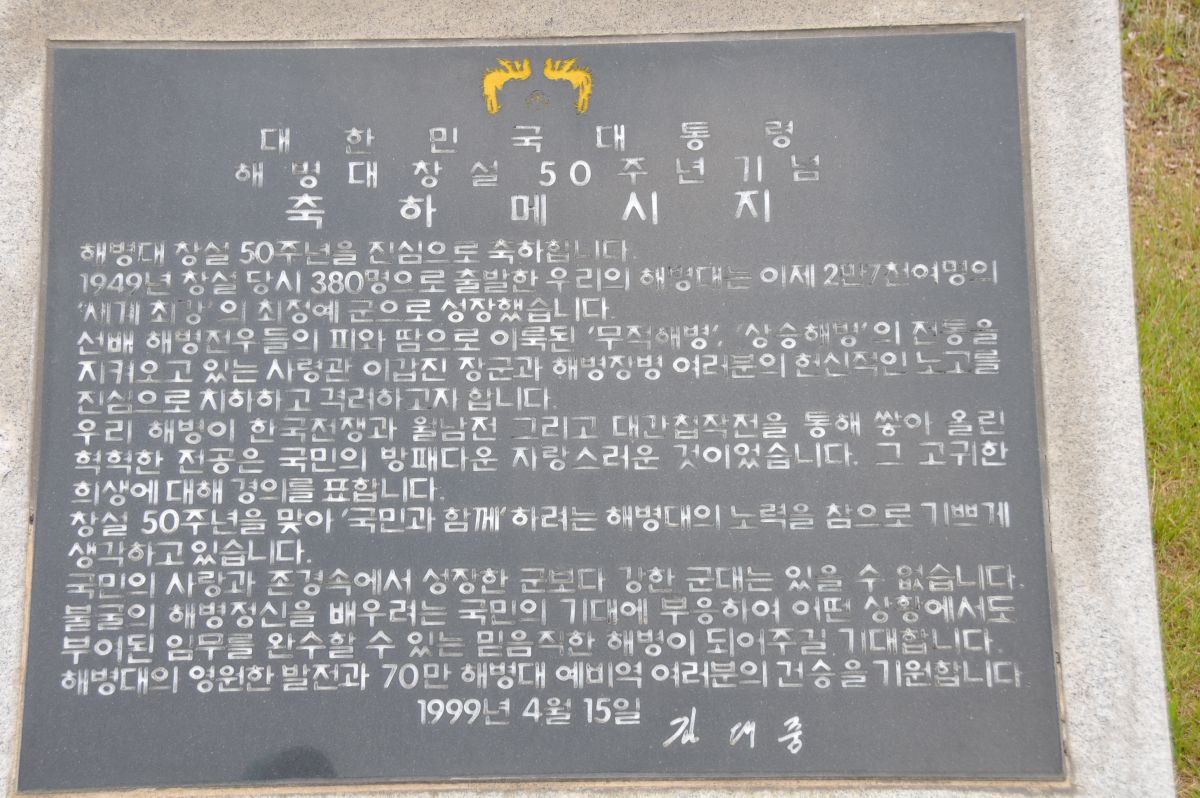 대한민국대통령
해병대창설 50주년기념
축하메시지
해병대 창설 50주년을 진심으로 축하합니다.
1949년 창설 당시 380명으로 출발한 우리의 해병대는 이제 2만7천여명의
'세계 최강'의 최정예 군으로 성장했습니다.
선배 해병전우들이 피와 땀으로 이룩된 '무적해병', '상승해병'의 전통을
지켜오고 있는 사령관 이갑진 장군과 해병장병 여러분의 헌신적인 노고를
진심으로 치하하고 격려하고자 합니다.
우리 해병이 한국전쟁과 월남전 그리고 대간첩작전을 통해 쌓아 올린
혁혁한 전공은 국민의 방패다운 자랑스러운 것이었습니다. 그 고귀한
희생에 대해 경의를 표합니다.
창설 50주년을 맞아 '국민과 함께'하려는 해병대의 노력을 참으로 기쁘게
생각하고 있습니다.
국민의 사랑과 존경속에서 성장한 군보다 강한 군대는 있을 수 없습니다.
불굴의 해병정신을 배우려는 국민의 기대에 부응하여 어떤 상황에서도
부여된 임무를 완수할 수 있는 믿음직한 해병이 되어주길 기대합니다.
해병대의 영원한 발전과 70만 해병대 예비역 여러분의 건승을 기원합니다
1999년 4월 15일 김대중